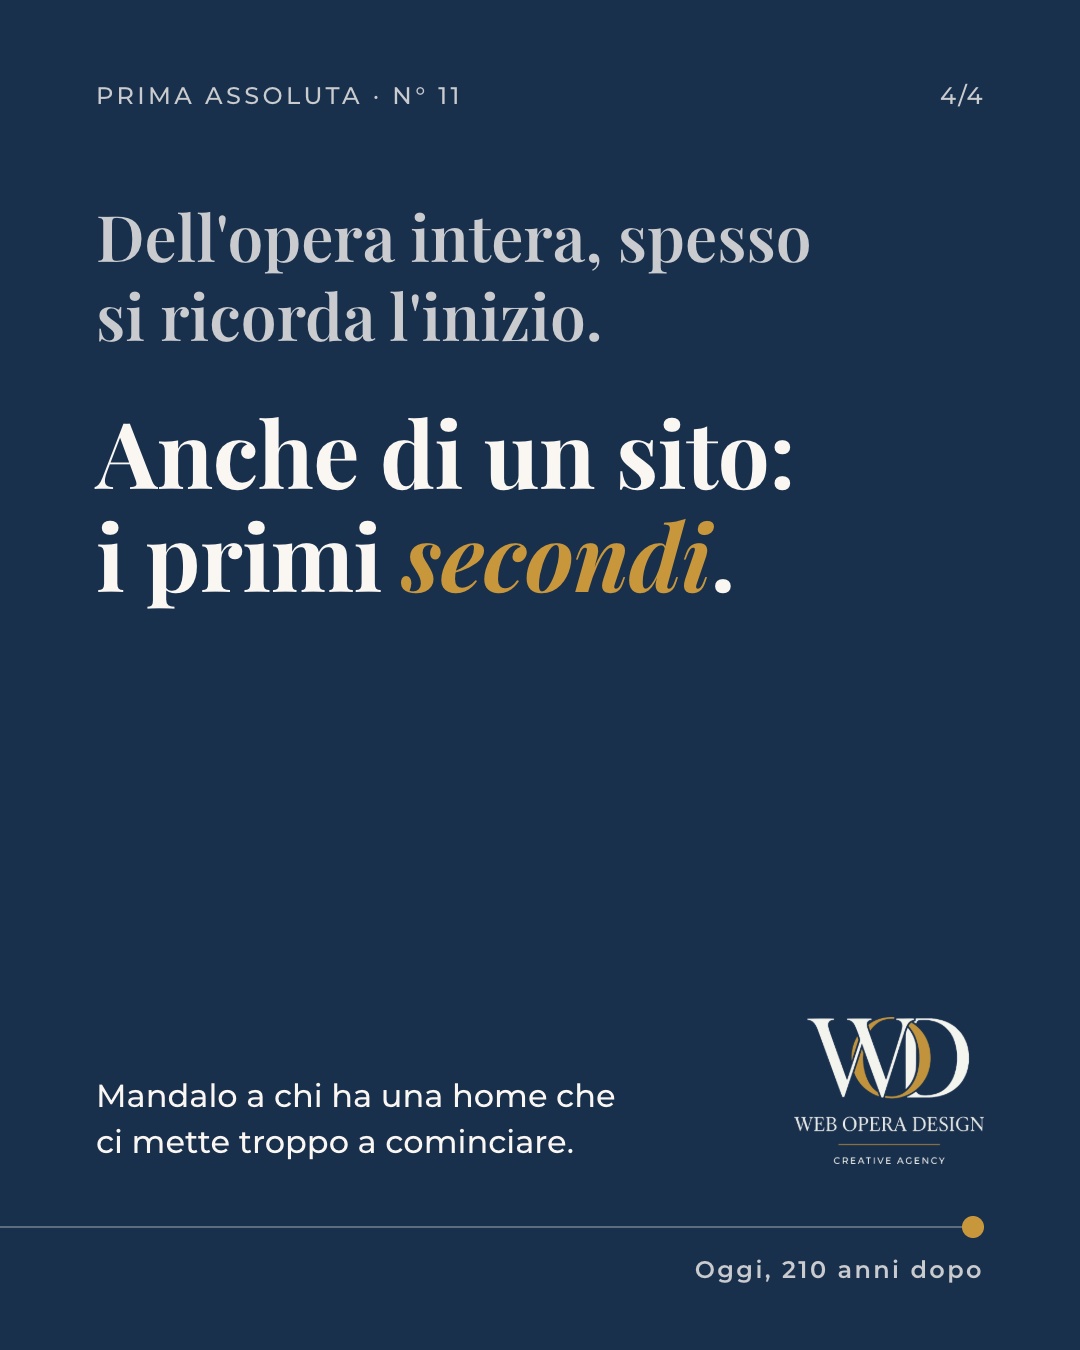 PRIMA ASSOLUTA · N° 11
4/4
Dell'opera intera, spesso
si ricorda l'inizio.
Anche di un sito:
i primi secondi.
Mandalo a chi ha una home che
ci mette troppo a cominciare.
WOD
WEB OPERA DESIGN
CREATIVE AGENCY
Oggi, 210 anni dopo